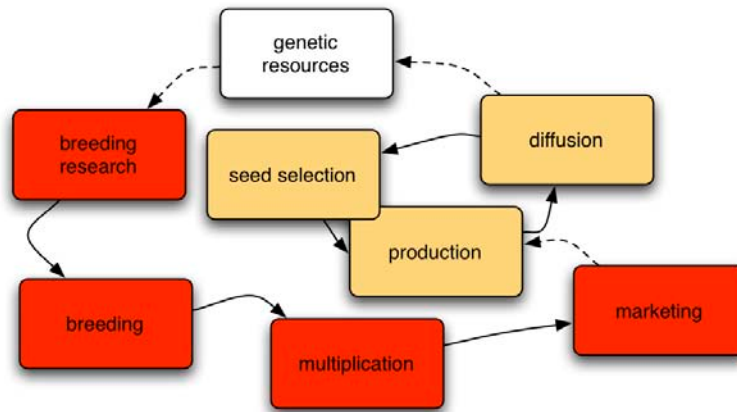 genetic
resources
breeding
research
diffusion
seed selection
production
breeding
marketing
multiplication